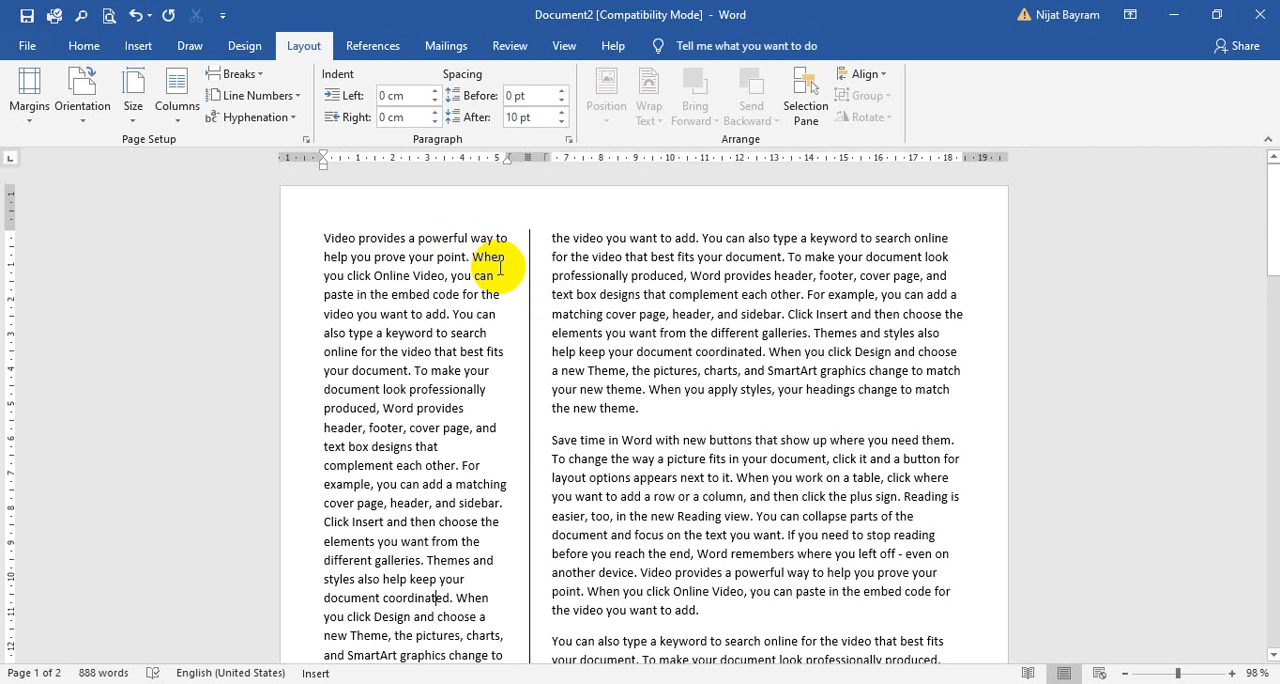 Document2 [Compatibility Mode] - Word
Nijat Bayram
File Home Insert Draw Design Layout References Mailings Review View Help Tell me what you want to do Share
Margins Orientation Size Columns
Breaks
Line Numbers
Hyphenation
Page Setup
Indent
Left: 0 cm
Right: 0 cm
Spacing
Before: 0 pt
After: 10 pt
Paragraph
Position
Wrap Text
Bring Forward
Send Backward
Selection Pane
Align
Group
Rotate
Arrange
1 1 2 3 4 5 7 8 9 10 11 12 13 14 15 16 17 18 19
Video provides a powerful way to
help you prove your point. When
you click Online Video, you can
paste in the embed code for the
video you want to add. You can
also type a keyword to search
online for the video that best fits
your document. To make your
document look professionally
produced, Word provides
header, footer, cover page, and
text box designs that
complement each other. For
example, you can add a matching
cover page, header, and sidebar.
Click Insert and then choose the
elements you want from the
different galleries. Themes and
styles also help keep your
document coordinated. When
you click Design and choose a
new Theme, the pictures, charts,
and SmartArt graphics change to
the video you want to add. You can also type a keyword to search online
for the video that best fits your document. To make your document look
professionally produced, Word provides header, footer, cover page, and
text box designs that complement each other. For example, you can add a
matching cover page, header, and sidebar. Click Insert and then choose the
elements you want from the different galleries. Themes and styles also
help keep your document coordinated. When you click Design and choose
a new Theme, the pictures, charts, and SmartArt graphics change to match
your new theme. When you apply styles, your headings change to match
the new theme.
Save time in Word with new buttons that show up where you need them.
To change the way a picture fits in your document, click it and a button for
layout options appears next to it. When you work on a table, click where
you want to add a row or a column, and then click the plus sign. Reading is
easier, too, in the new Reading view. You can collapse parts of the
document and focus on the text you want. If you need to stop reading
before you reach the end, Word remembers where you left off - even on
another device. Video provides a powerful way to help you prove your
point. When you click Online Video, you can paste in the embed code for
the video you want to add.
You can also type a keyword to search online for the video that best fits
your document. To make your document look professionally produced,
Page 1 of 2 888 words English (United States) Insert 98 %